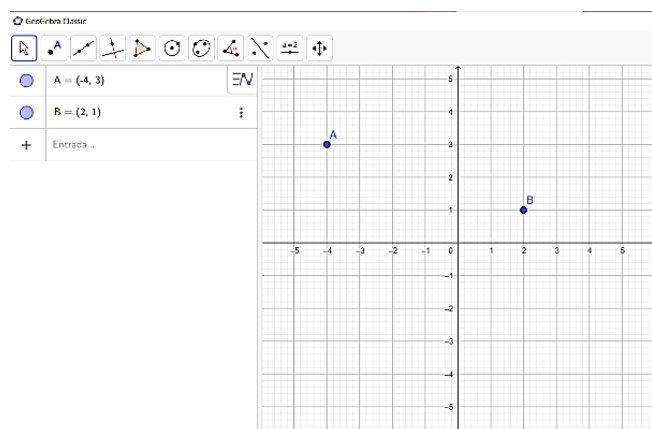 GeoGebra Classic
A
a=2
A = (-4, 3)
B = (2, 1)
Entrada...
5
4
A
3
2
B
1
-5 -4 -3 -2 -1 0 1 2 3 4 5
-1
-2
-3
-4
-5